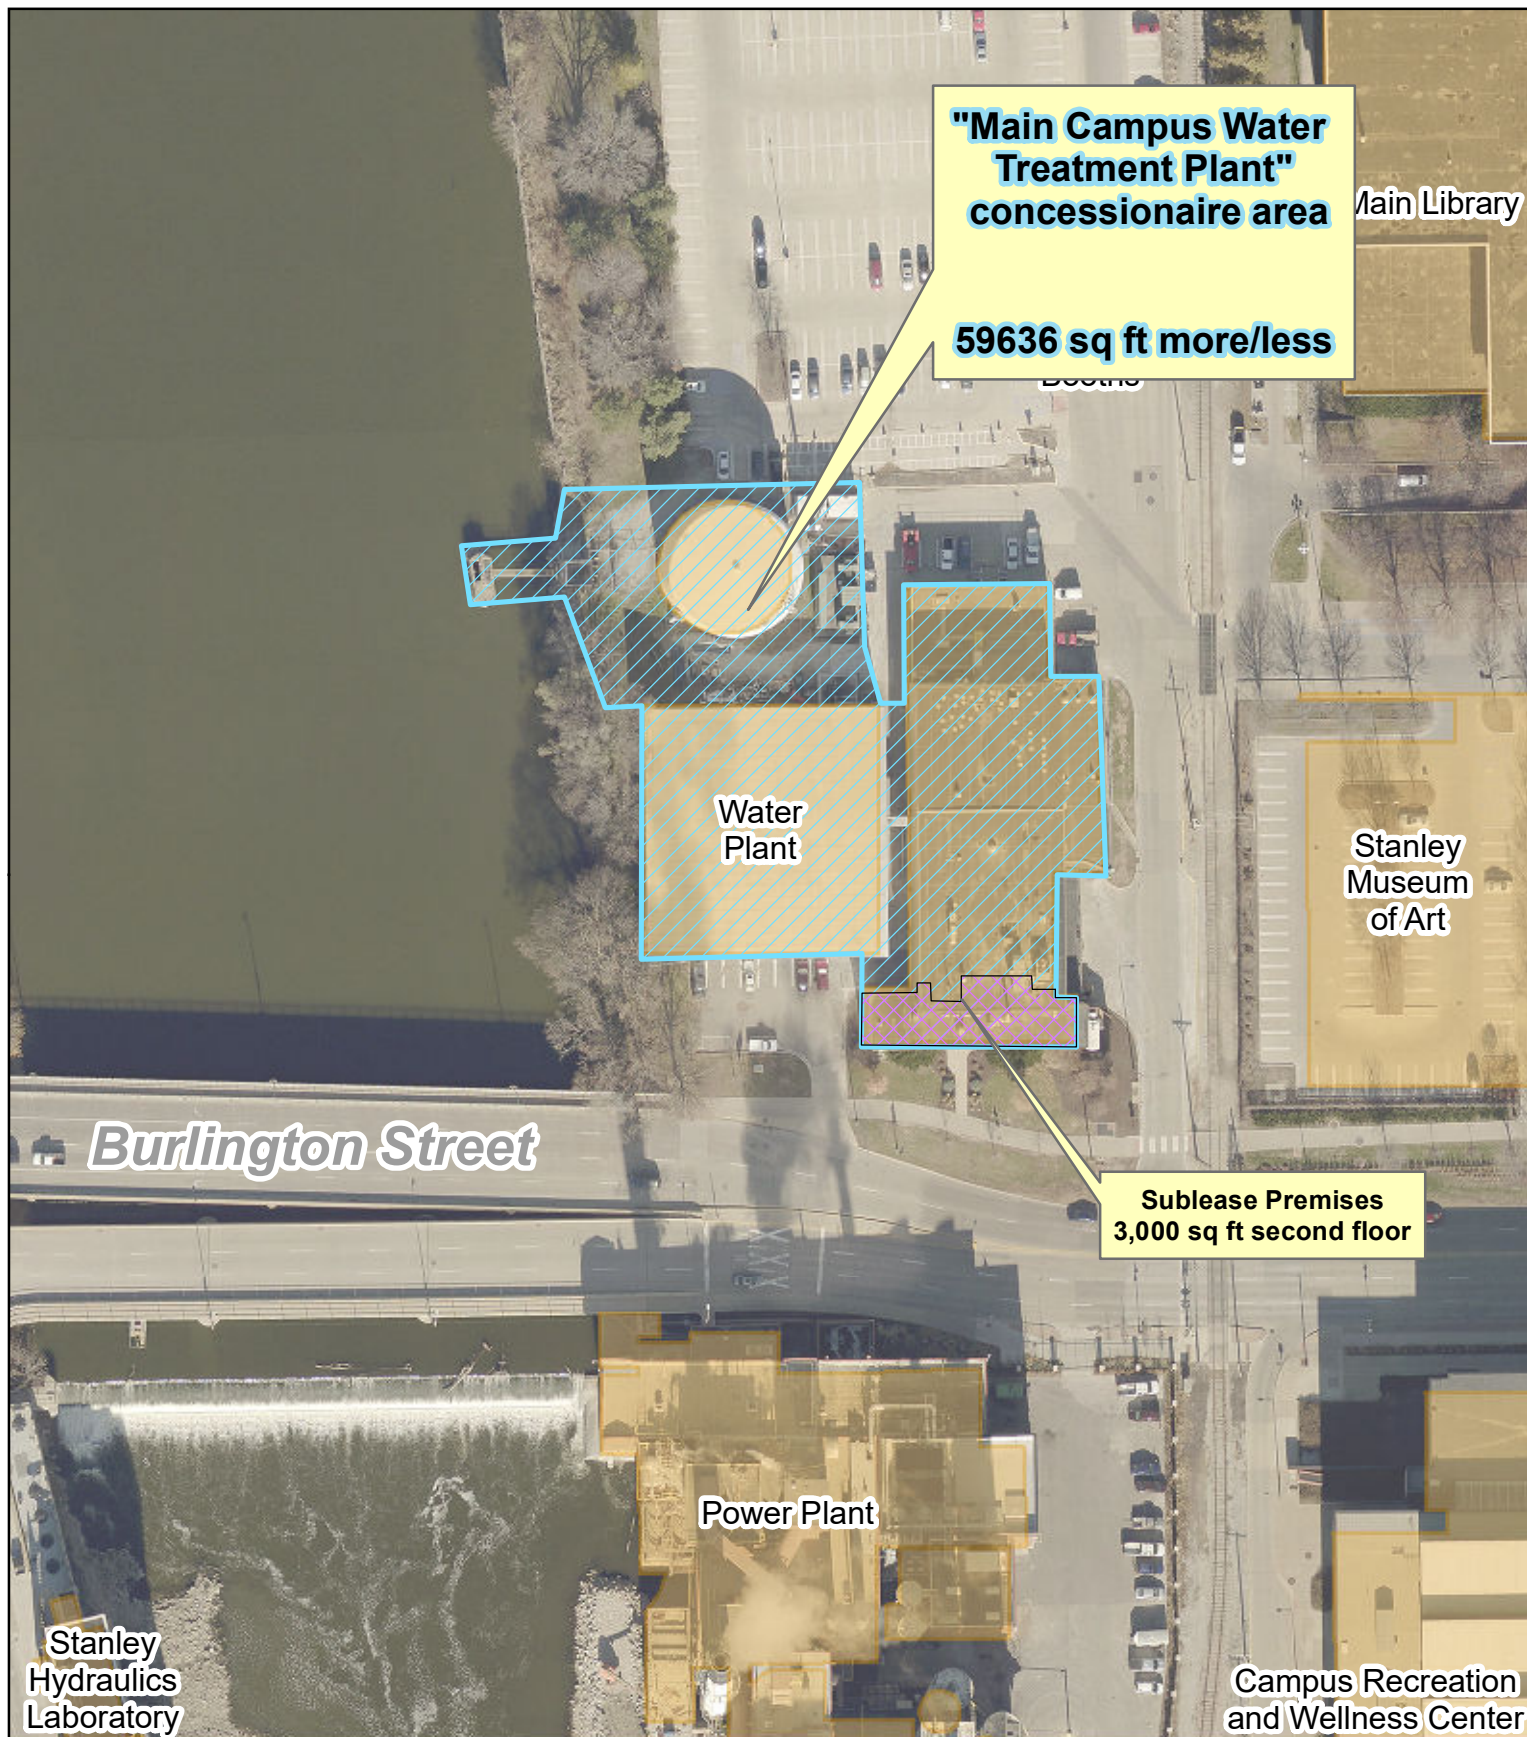 "Main Campus Water
Treatment Plant"
concessionaire area
59636 sq ft more/less
Main Library
Booths
Water
Plant
Stanley
Museum
of Art
Burlington Street
Sublease Premises
3,000 sq ft second floor
Power Plant
Stanley
Hydraulics
Laboratory
Campus Recreation
and Wellness Center